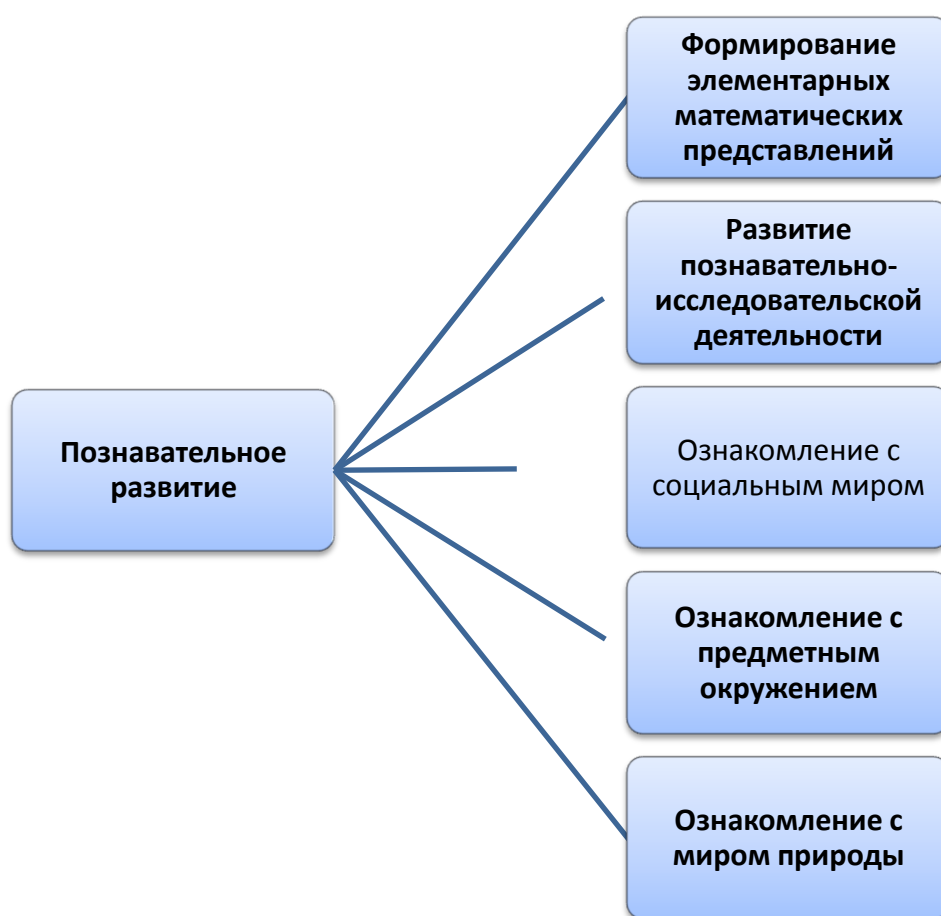 Формирование
элементарных
математических
представлений
Развитие
познавательно-
исследовательской
деятельности
Познавательное
развитие
Ознакомление с
социальным миром
Ознакомление с
предметным
окружением
Ознакомление с
миром природы